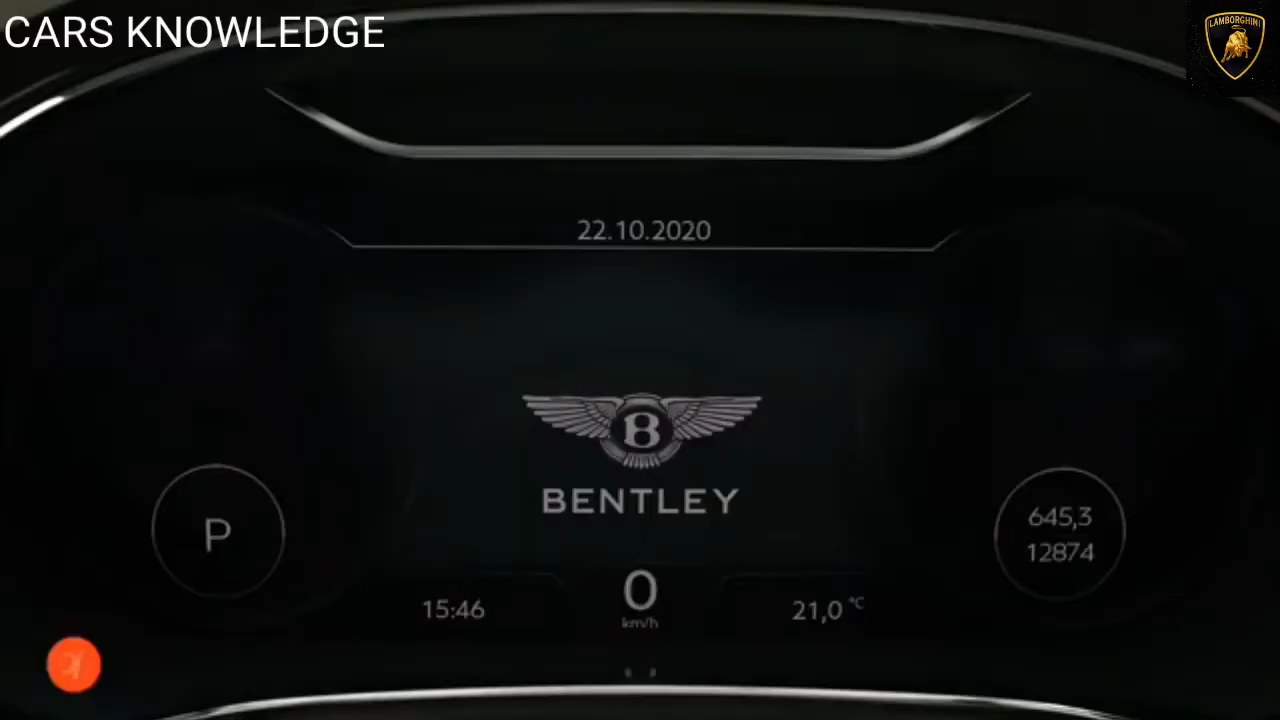 CARS KNOWLEDGE
LAMBORGHINI
22.10.2020
B
BENTLEY
P
645,3
12874
15:46
0
km/h
21,0 °C